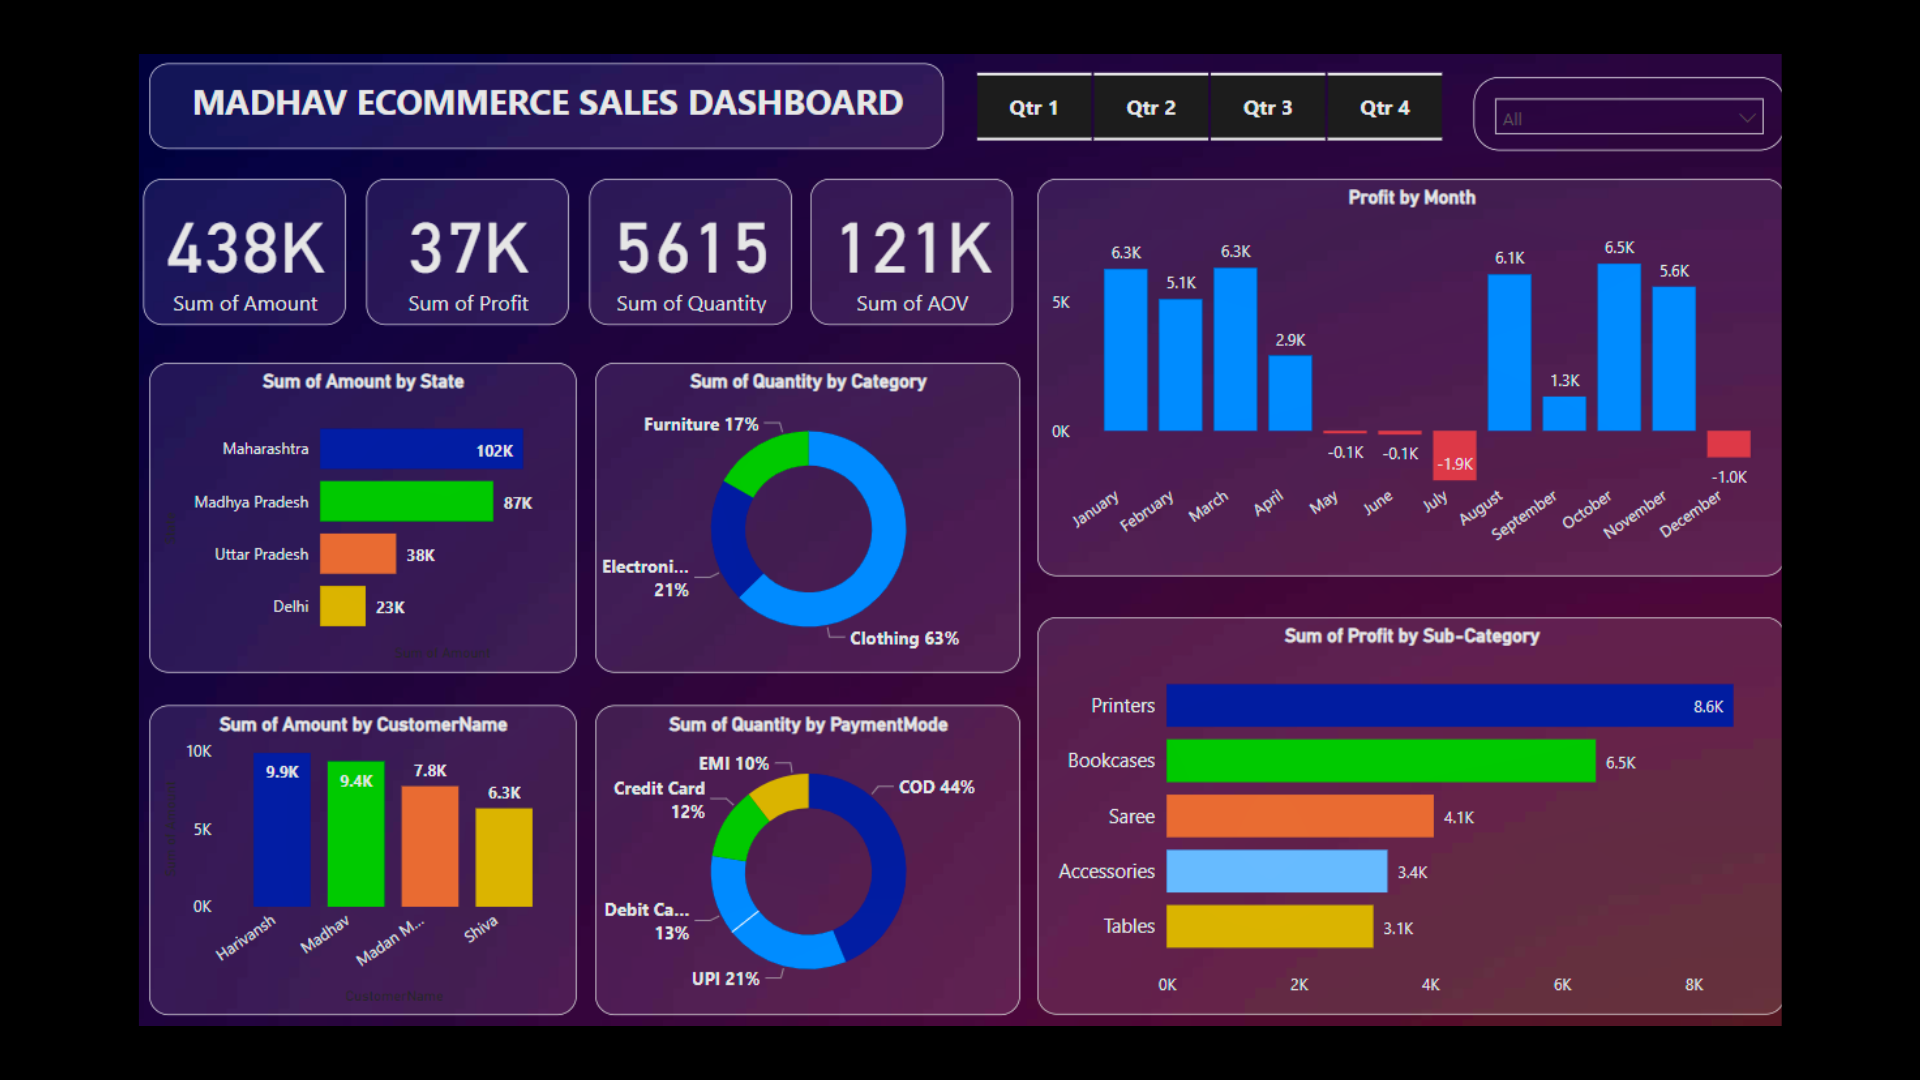 MADHAV ECOMMERCE SALES DASHBOARD
Qtr 1
Qtr 2
Qtr 3
Qtr 4
All
438K
Sum of Amount
37K
Sum of Profit
5615
Sum of Quantity
121K
Sum of AOV
Profit by Month
5K
0K
6.3K
5.1K
6.3K
2.9K
-0.1K
-0.1K
-1.9K
6.1K
1.3K
6.5K
5.6K
-1.0K
January
February
March
April
May
June
July
August
September
October
November
December
Sum of Amount by State
Maharashtra
102K
Madhya Pradesh
87K
Uttar Pradesh
38K
Delhi
23K
Sum of Amount
Sum of Quantity by Category
Furniture 17%
Electroni...
21%
Clothing 63%
Sum of Amount by CustomerName
10K
5K
0K
9.9K
9.4K
7.8K
6.3K
Harivansh
Madhav
Madan M...
Shiva
CustomerName
Sum of Quantity by PaymentMode
EMI 10%
Credit Card
12%
COD 44%
Debit Ca...
13%
UPI 21%
Sum of Profit by Sub-Category
Printers
8.6K
Bookcases
6.5K
Saree
4.1K
Accessories
3.4K
Tables
3.1K
0K
2K
4K
6K
8K